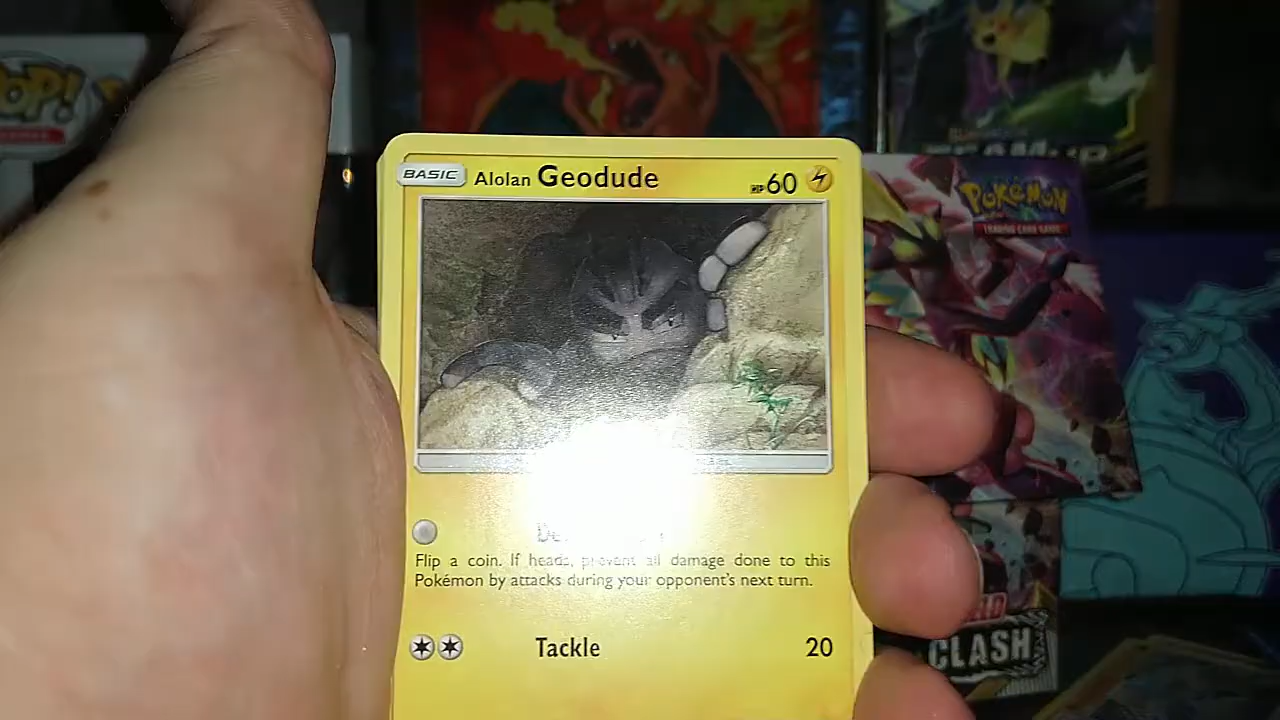 POP!
BASIC Alolan Geodude HP 60
POKÉMON
TRADING CARD GAME
Flip a coin. If heads, prevent all damage done to this
Pokémon by attacks during your opponent's next turn.
Tackle 20
CLASH